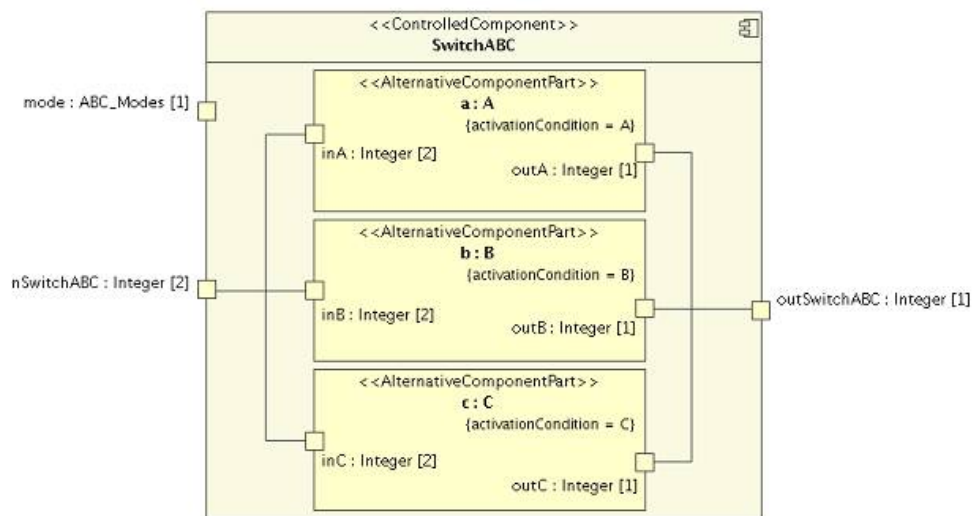 <<ControlledComponent>>
SwitchABC
mode : ABC_Modes [1]
<<AlternativeComponentPart>>
a : A
{activationCondition = A}
inA : Integer [2]
outA : Integer [1]
<<AlternativeComponentPart>>
b : B
{activationCondition = B}
nSwitchABC : Integer [2]
inB : Integer [2]
outB : Integer [1]
outSwitchABC : Integer [1]
<<AlternativeComponentPart>>
c : C
{activationCondition = C}
inC : Integer [2]
outC : Integer [1]